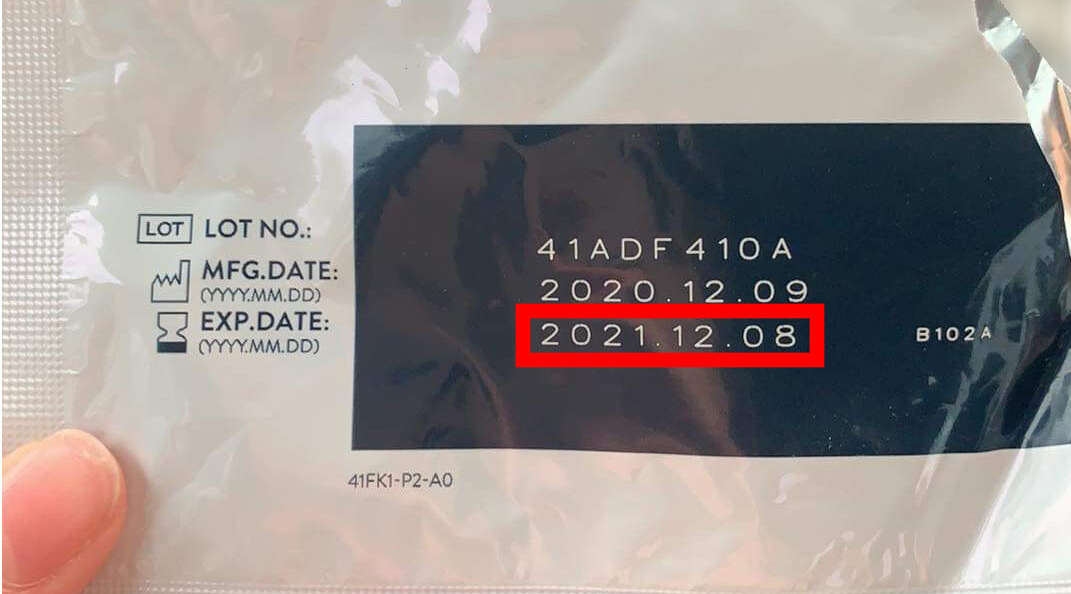 LOT LOT NO.: 41ADF410A
MFG.DATE: 2020.12.09
(YYYY.MM.DD)
EXP.DATE: 2021.12.08 B102A
(YYYY.MM.DD)
41FK1-P2-A0